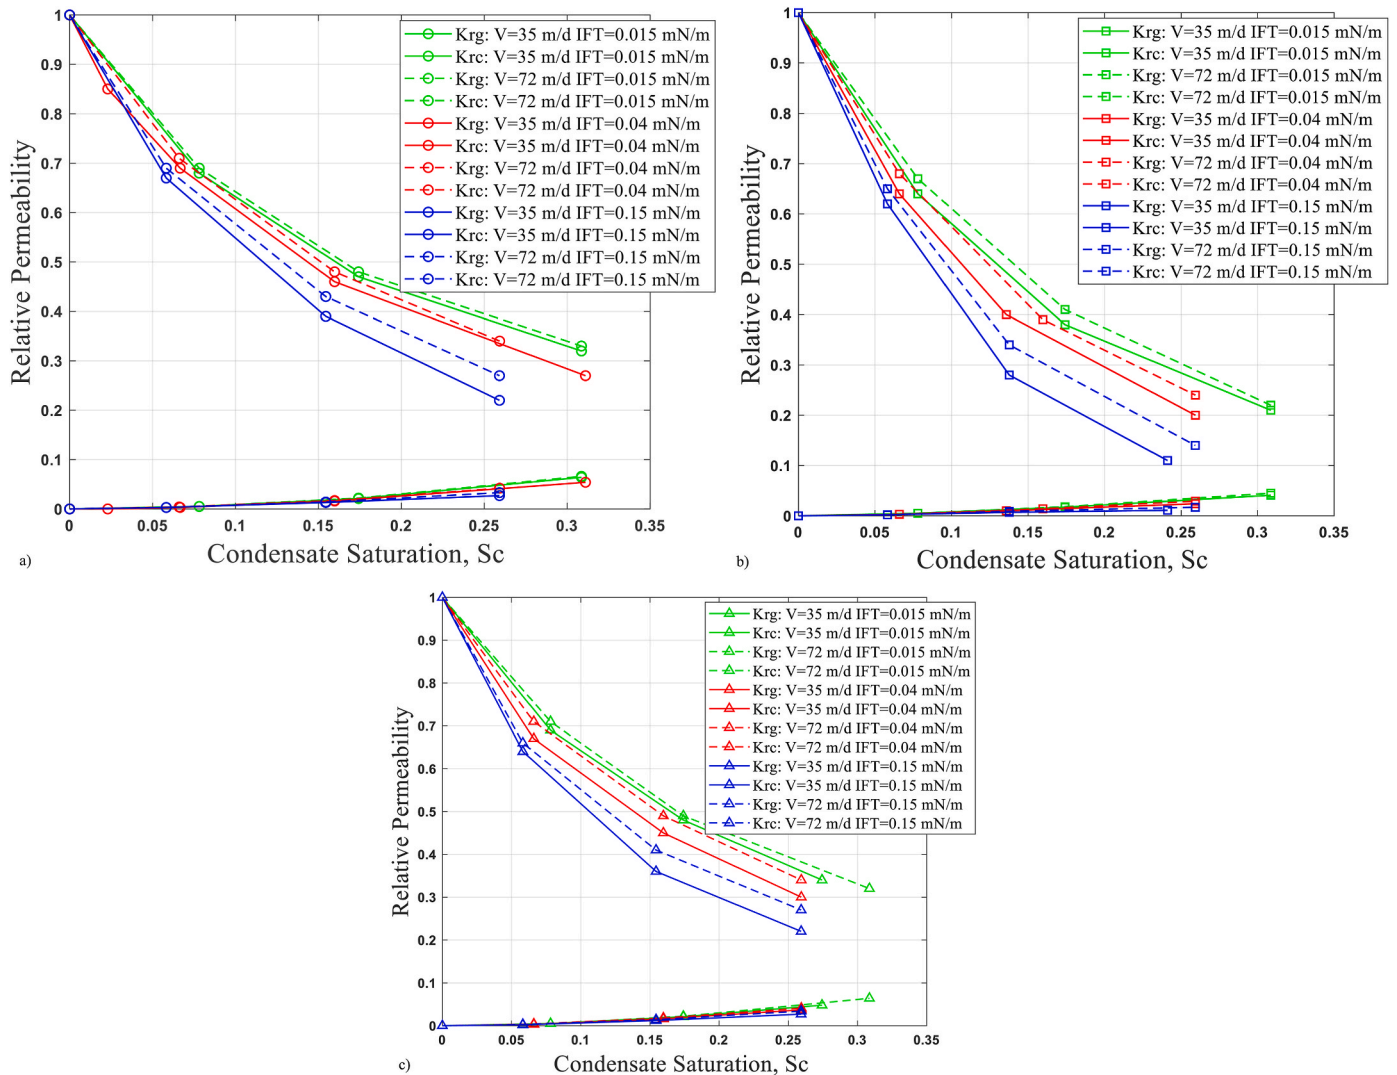 1
0.9
0.8
0.7
0.6
0.5
0.4
0.3
0.2
0.1
0
Relative Permeability
0
0.05
0.1
0.15
0.2
0.25
0.3
0.35
Condensate Saturation, Sc
a)
Krg: V=35 m/d IFT=0.015 mN/m
Krc: V=35 m/d IFT=0.015 mN/m
Krg: V=72 m/d IFT=0.015 mN/m
Krc: V=72 m/d IFT=0.015 mN/m
Krg: V=35 m/d IFT=0.04 mN/m
Krc: V=35 m/d IFT=0.04 mN/m
Krg: V=72 m/d IFT=0.04 mN/m
Krc: V=72 m/d IFT=0.04 mN/m
Krg: V=35 m/d IFT=0.15 mN/m
Krc: V=35 m/d IFT=0.15 mN/m
Krg: V=72 m/d IFT=0.15 mN/m
Krc: V=72 m/d IFT=0.15 mN/m
1
0.9
0.8
0.7
0.6
0.5
0.4
0.3
0.2
0.1
0
Relative Permeability
0
0.05
0.1
0.15
0.2
0.25
0.3
0.35
Condensate Saturation, Sc
b)
Krg: V=35 m/d IFT=0.015 mN/m
Krc: V=35 m/d IFT=0.015 mN/m
Krg: V=72 m/d IFT=0.015 mN/m
Krc: V=72 m/d IFT=0.015 mN/m
Krg: V=35 m/d IFT=0.04 mN/m
Krc: V=35 m/d IFT=0.04 mN/m
Krg: V=72 m/d IFT=0.04 mN/m
Krc: V=72 m/d IFT=0.04 mN/m
Krg: V=35 m/d IFT=0.15 mN/m
Krc: V=35 m/d IFT=0.15 mN/m
Krg: V=72 m/d IFT=0.15 mN/m
Krc: V=72 m/d IFT=0.15 mN/m
1
0.9
0.8
0.7
0.6
0.5
0.4
0.3
0.2
0.1
0
Relative Permeability
0
0.05
0.1
0.15
0.2
0.25
0.3
0.35
Condensate Saturation, Sc
c)
Krg: V=35 m/d IFT=0.015 mN/m
Krc: V=35 m/d IFT=0.015 mN/m
Krg: V=72 m/d IFT=0.015 mN/m
Krc: V=72 m/d IFT=0.015 mN/m
Krg: V=35 m/d IFT=0.04 mN/m
Krc: V=35 m/d IFT=0.04 mN/m
Krg: V=72 m/d IFT=0.04 mN/m
Krc: V=72 m/d IFT=0.04 mN/m
Krg: V=35 m/d IFT=0.15 mN/m
Krc: V=35 m/d IFT=0.15 mN/m
Krg: V=72 m/d IFT=0.15 mN/m
Krc: V=72 m/d IFT=0.15 mN/m